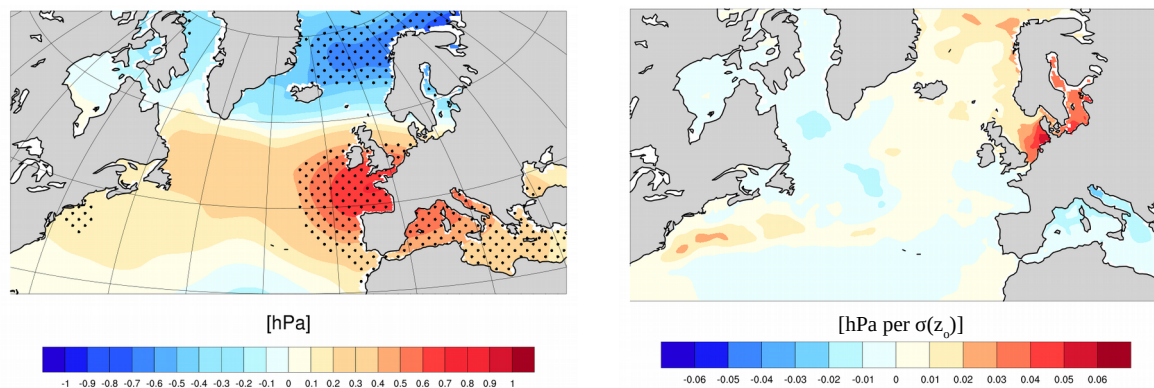 [hPa]
-1 -0.9 -0.8 -0.7 -0.6 -0.5 -0.4 -0.3 -0.2 -0.1 0 0.1 0.2 0.3 0.4 0.5 0.6 0.7 0.8 0.9 1
[hPa per σ(zₒ)]
-0.06 -0.05 -0.04 -0.03 -0.02 -0.01 0 0.01 0.02 0.03 0.04 0.05 0.06